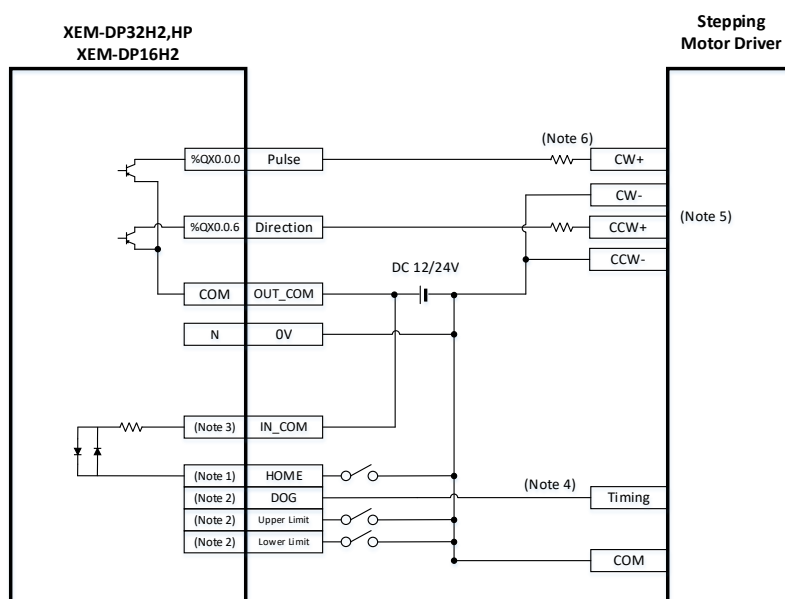 XEM-DP32H2,HP
XEM-DP16H2
Stepping
Motor Driver
(Note 6)
%QX0.0.0 Pulse CW+
CW-
(Note 5)
%QX0.0.6 Direction CCW+
CCW-
DC 12/24V
COM OUT_COM
N 0V
(Note 3) IN_COM
(Note 1) HOME
(Note 4)
(Note 2) DOG Timing
(Note 2) Upper Limit
(Note 2) Lower Limit
COM